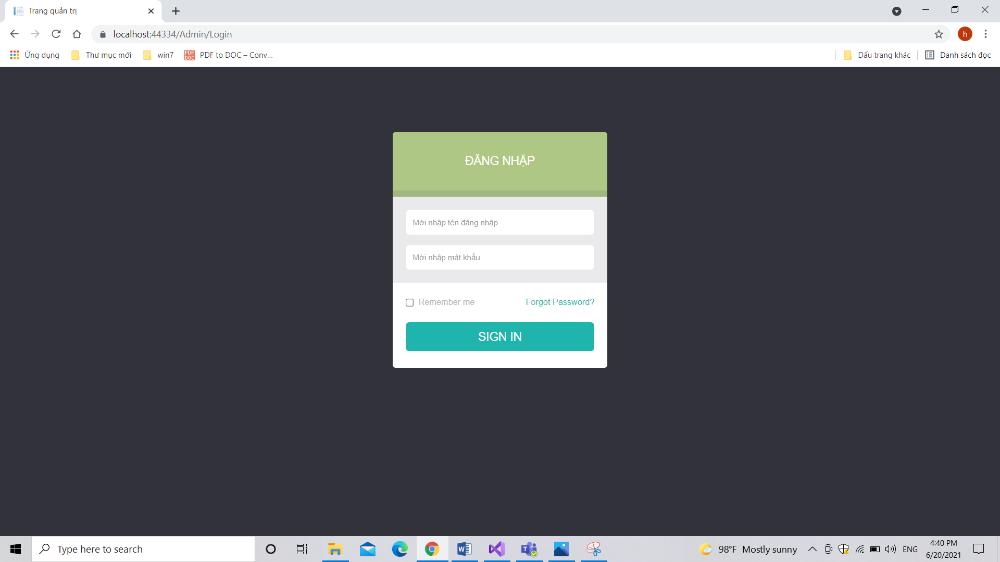 Trang quản trị
localhost:44334/Admin/Login
h
Ứng dụng
Thư mục mới
win7
PDF DOC
PDF to DOC – Conv...
Dấu trang khác
Danh sách đọc
ĐĂNG NHẬP
Mời nhập tên đăng nhập
Mời nhập mật khẩu
Remember me
Forgot Password?
SIGN IN
Type here to search
98°F Mostly sunny
ENG
4:40 PM
6/20/2021